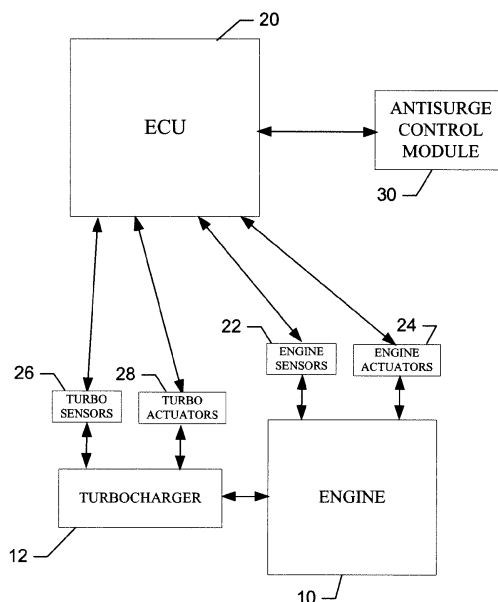 20
ECU
ANTISURGE
CONTROL
MODULE
30
22
ENGINE
SENSORS
24
ENGINE
ACTUATORS
26
TURBO
SENSORS
28
TURBO
ACTUATORS
TURBOCHARGER
12
ENGINE
10